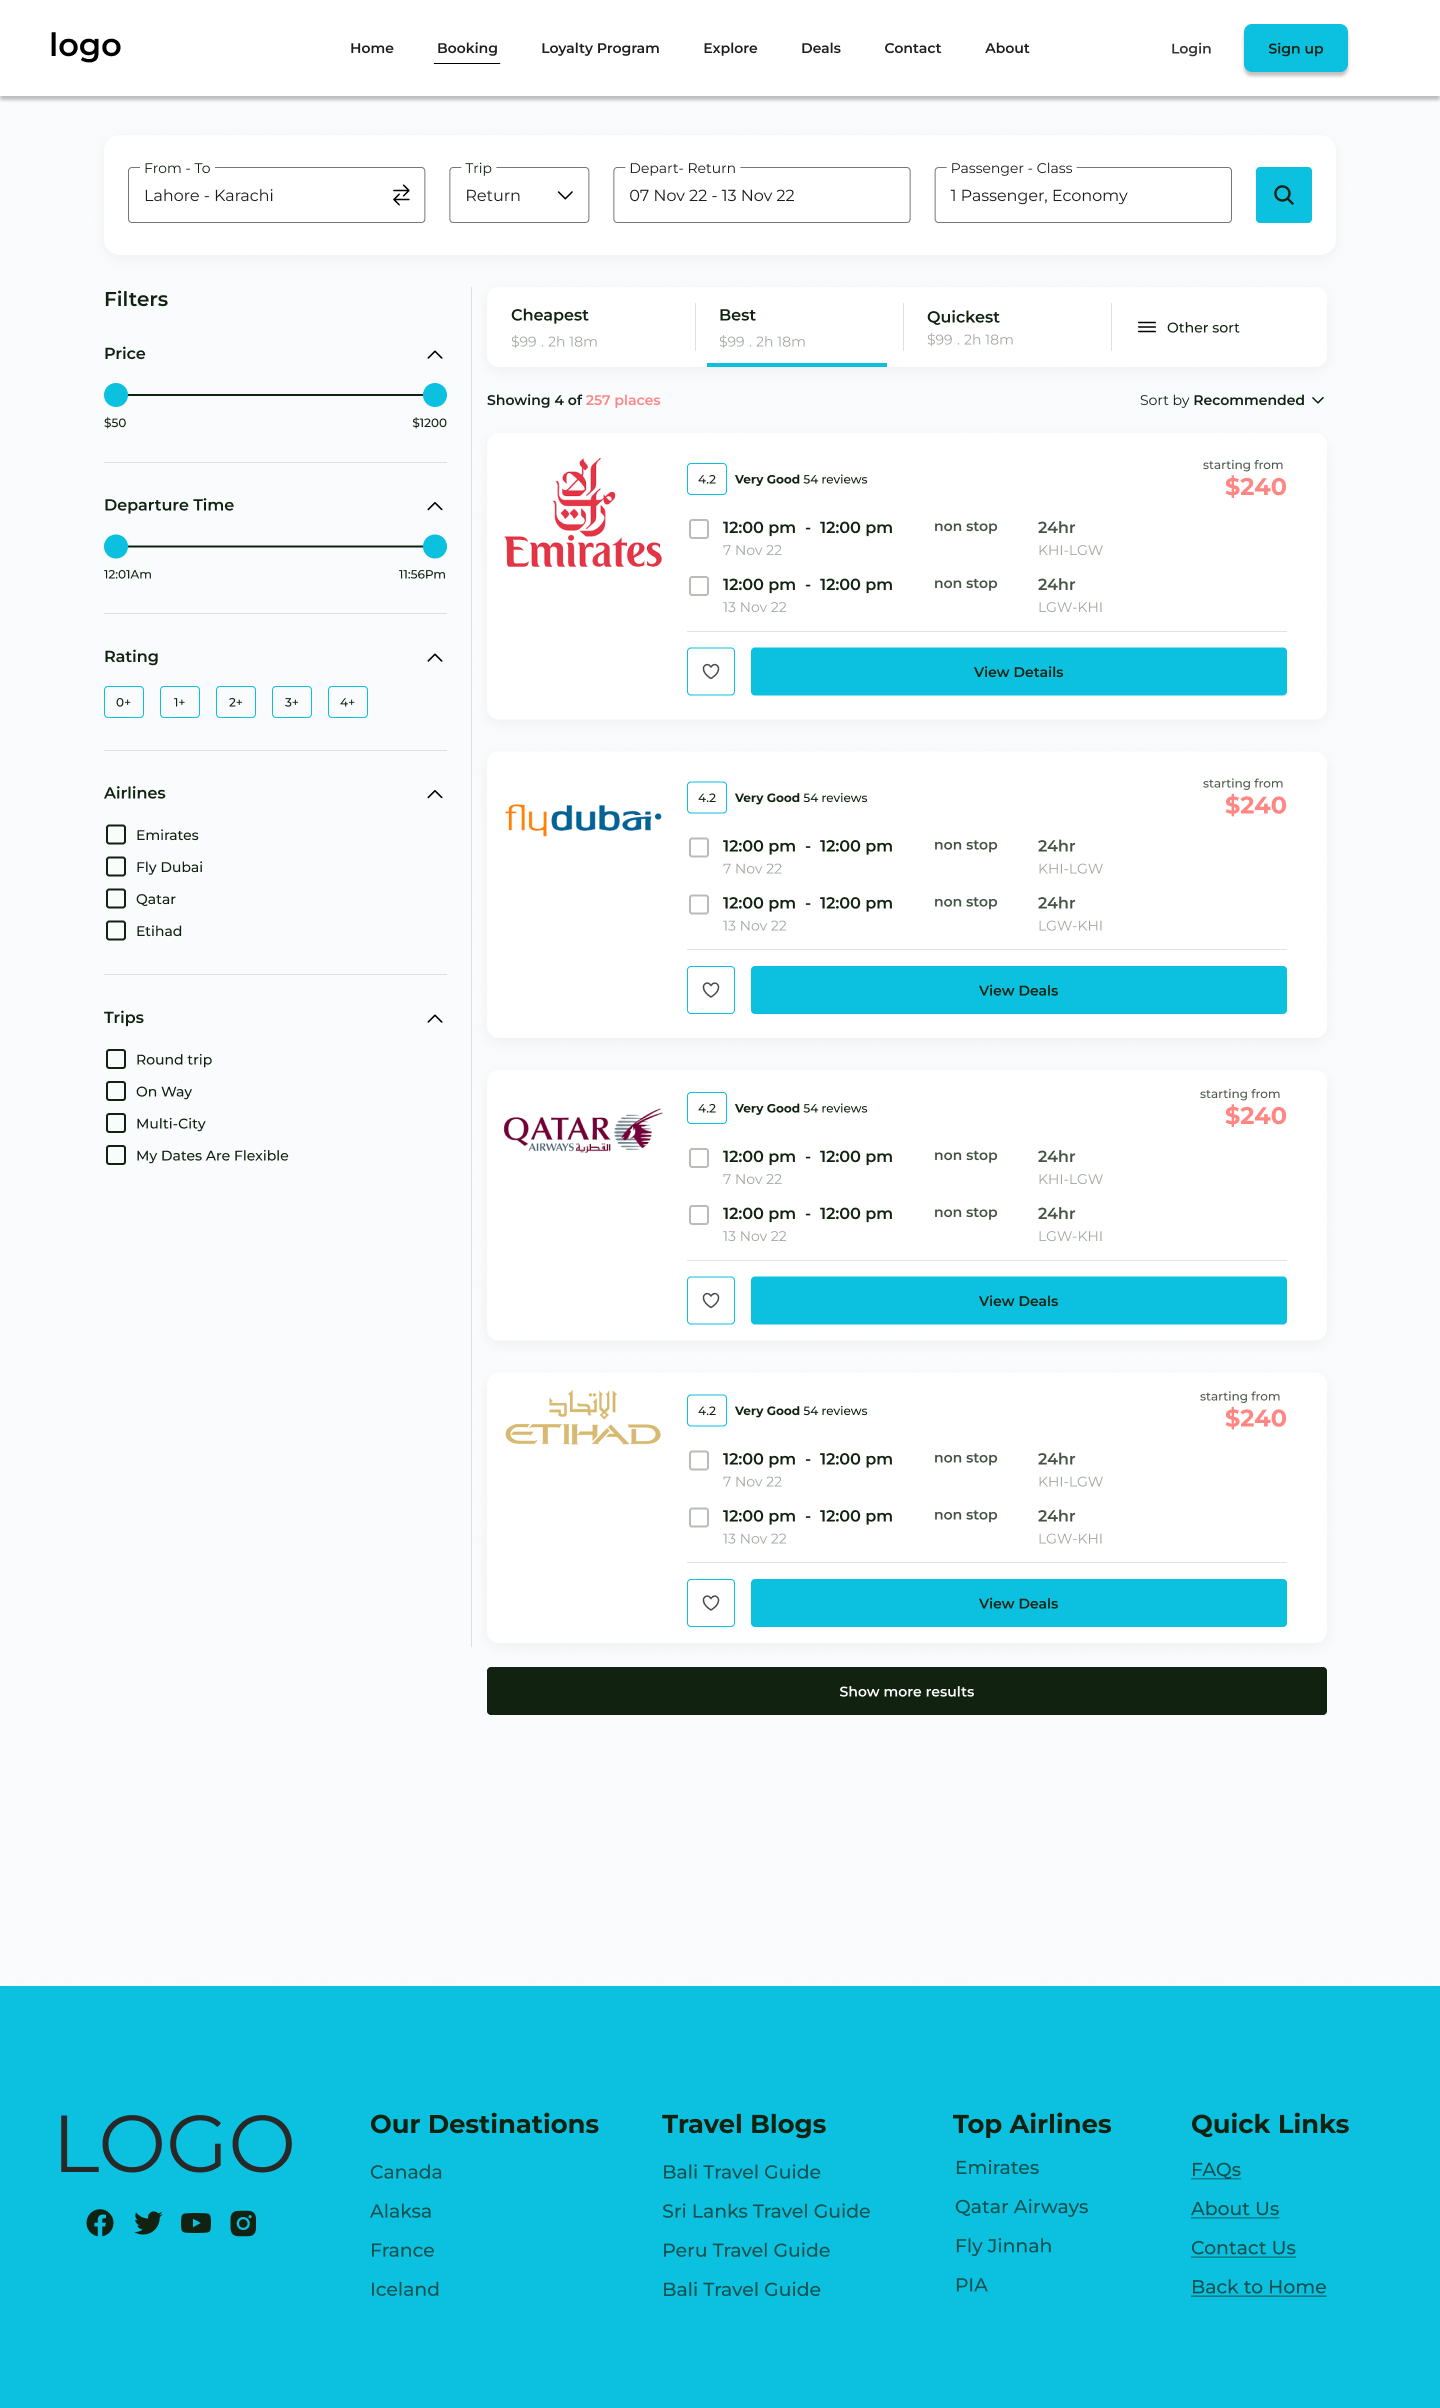 logo
Home Booking Loyalty Program Explore Deals Contact About Login Sign up
From - To Trip Depart- Return Passenger - Class
Lahore - Karachi Return 07 Nov 22 - 13 Nov 22 1 Passenger, Economy
Filters
Price
$50 $1200
Departure Time
12:01Am 11:56Pm
Rating
0+ 1+ 2+ 3+ 4+
Airlines
Emirates
Fly Dubai
Qatar
Etihad
Trips
Round trip
On Way
Multi-City
My Dates Are Flexible
Cheapest Best Quickest Other sort
$99 . 2h 18m $99 . 2h 18m $99 . 2h 18m
Showing 4 of 257 places Sort by Recommended
Emirates
4.2 Very Good 54 reviews
starting from
$240
12:00 pm - 12:00 pm non stop 24hr
7 Nov 22 KHI-LGW
12:00 pm - 12:00 pm non stop 24hr
13 Nov 22 LGW-KHI
View Details
flydubai
4.2 Very Good 54 reviews
starting from
$240
12:00 pm - 12:00 pm non stop 24hr
7 Nov 22 KHI-LGW
12:00 pm - 12:00 pm non stop 24hr
13 Nov 22 LGW-KHI
View Deals
QATAR
AIRWAYS القطرية
4.2 Very Good 54 reviews
starting from
$240
12:00 pm - 12:00 pm non stop 24hr
7 Nov 22 KHI-LGW
12:00 pm - 12:00 pm non stop 24hr
13 Nov 22 LGW-KHI
View Deals
الإتحاد
ETIHAD
4.2 Very Good 54 reviews
starting from
$240
12:00 pm - 12:00 pm non stop 24hr
7 Nov 22 KHI-LGW
12:00 pm - 12:00 pm non stop 24hr
13 Nov 22 LGW-KHI
View Deals
Show more results
LOGO
Our Destinations
Canada
Alaksa
France
Iceland
Travel Blogs
Bali Travel Guide
Sri Lanks Travel Guide
Peru Travel Guide
Bali Travel Guide
Top Airlines
Emirates
Qatar Airways
Fly Jinnah
PIA
Quick Links
FAQs
About Us
Contact Us
Back to Home